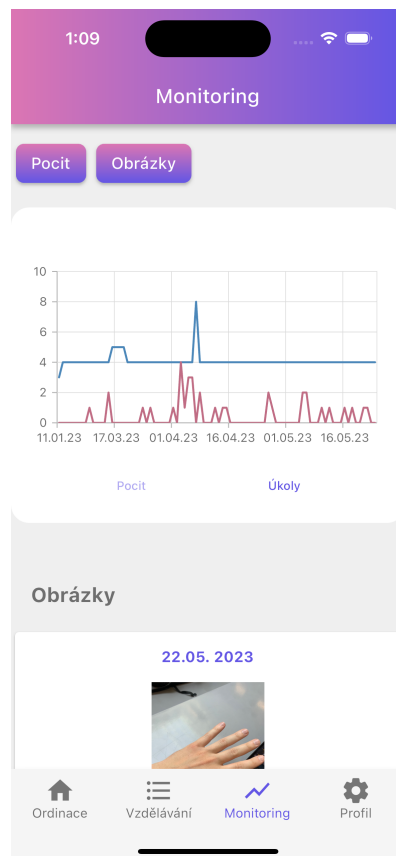 1:09
Monitoring
Pocit Obrázky
10
8
6
4
2
0
11.01.23 17.03.23 01.04.23 16.04.23 01.05.23 16.05.23
Pocit Úkoly
Obrázky
22.05. 2023
Ordinace Vzdělávání Monitoring Profil